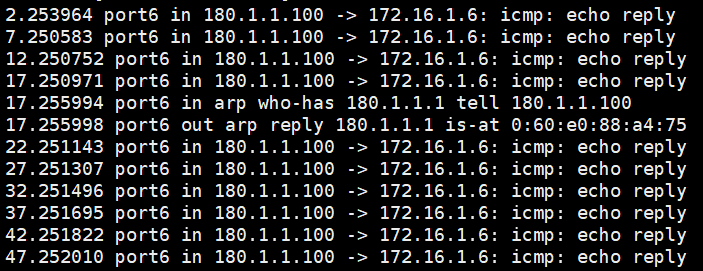 2.253964 port6 in 180.1.1.100 -> 172.16.1.6: icmp: echo reply
7.250583 port6 in 180.1.1.100 -> 172.16.1.6: icmp: echo reply
12.250752 port6 in 180.1.1.100 -> 172.16.1.6: icmp: echo reply
17.250971 port6 in 180.1.1.100 -> 172.16.1.6: icmp: echo reply
17.255994 port6 in arp who-has 180.1.1.1 tell 180.1.1.100
17.255998 port6 out arp reply 180.1.1.1 is-at 0:60:e0:88:a4:75
22.251143 port6 in 180.1.1.100 -> 172.16.1.6: icmp: echo reply
27.251307 port6 in 180.1.1.100 -> 172.16.1.6: icmp: echo reply
32.251496 port6 in 180.1.1.100 -> 172.16.1.6: icmp: echo reply
37.251695 port6 in 180.1.1.100 -> 172.16.1.6: icmp: echo reply
42.251822 port6 in 180.1.1.100 -> 172.16.1.6: icmp: echo reply
47.252010 port6 in 180.1.1.100 -> 172.16.1.6: icmp: echo reply